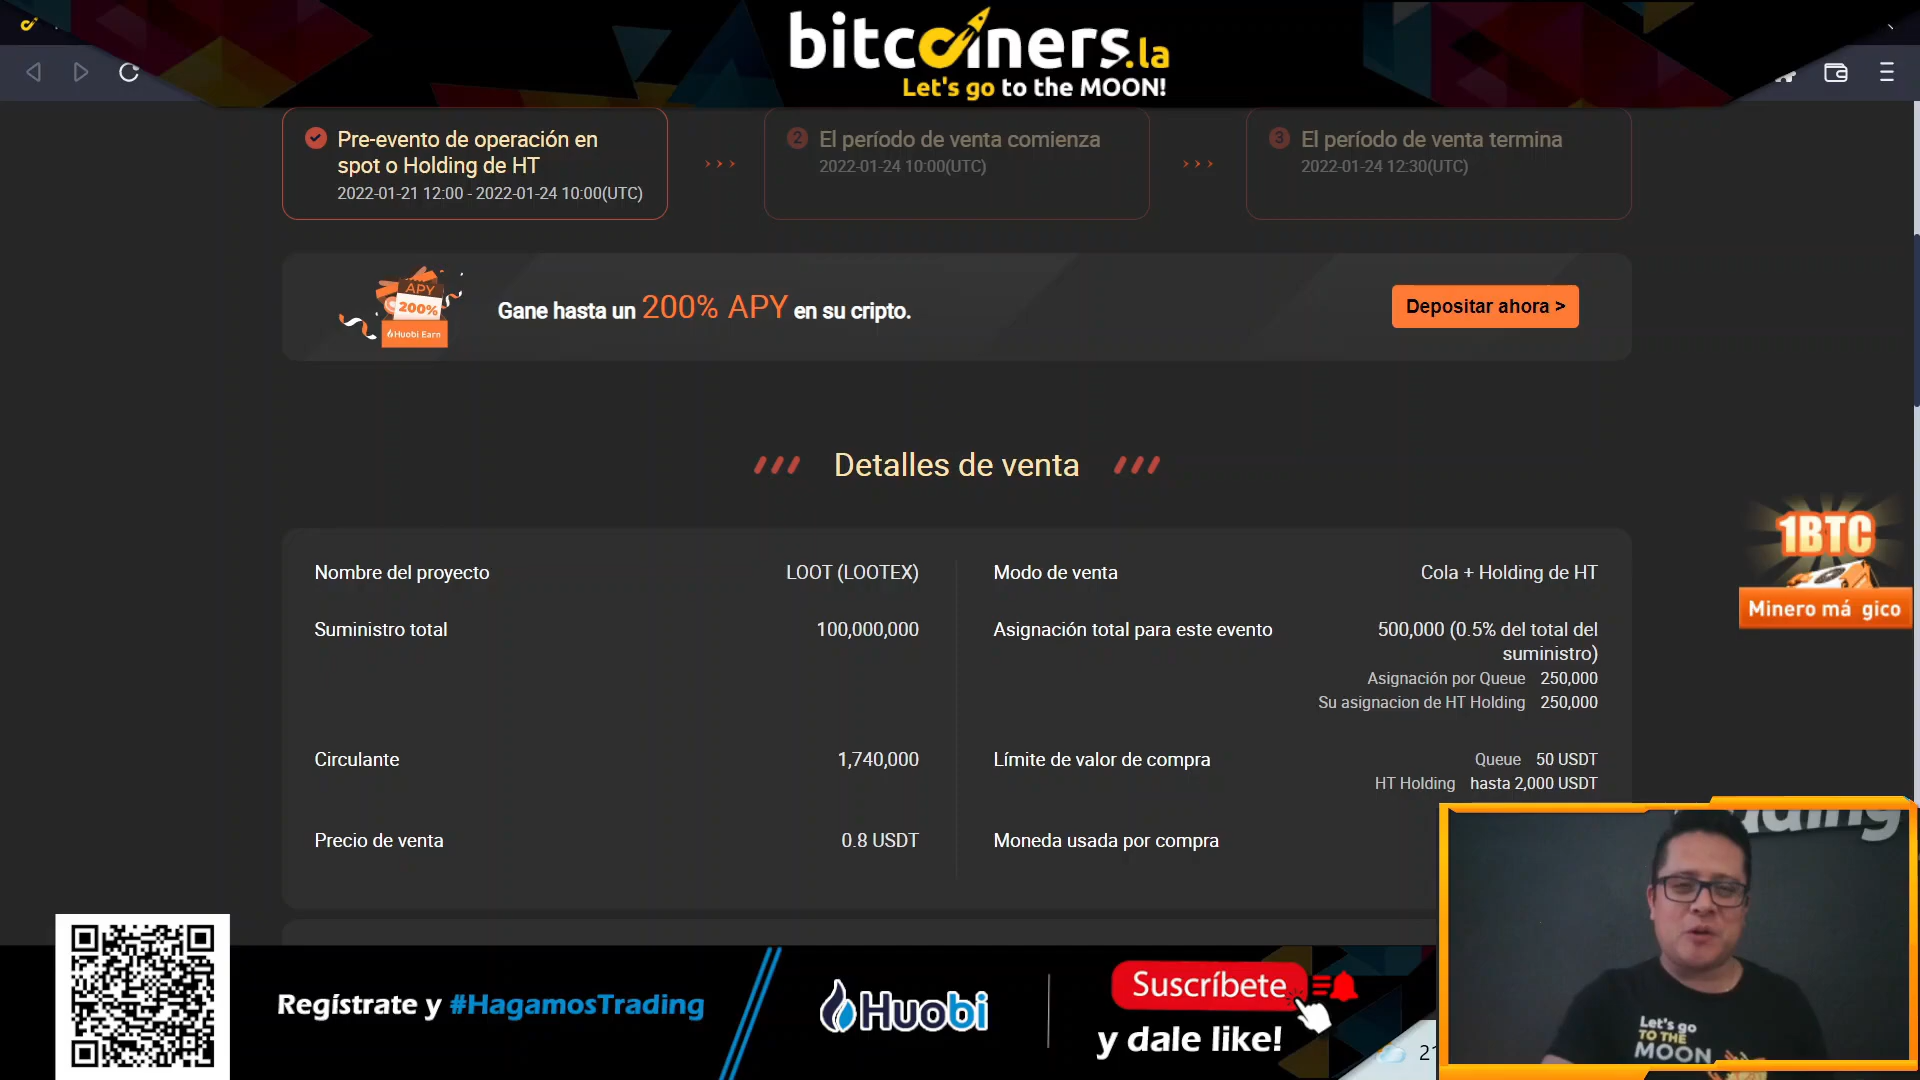 bitcoiners.la
Let's go to the MOON!
Pre-evento de operación en
spot o Holding de HT
2022-01-21 12:00 - 2022-01-24 10:00(UTC)
2 El período de venta comienza
2022-01-24 10:00(UTC)
3 El período de venta termina
2022-01-24 12:30(UTC)
APY
200%
Huobi Earn
Gane hasta un 200% APY en su cripto.
Depositar ahora >
Detalles de venta
Nombre del proyecto LOOT (LOOTEX)
Suministro total 100,000,000
Circulante 1,740,000
Precio de venta 0.8 USDT
Modo de venta Cola + Holding de HT
Asignación total para este evento 500,000 (0.5% del total del
suministro)
Asignación por Queue 250,000
Su asignacion de HT Holding 250,000
Límite de valor de compra Queue 50 USDT
HT Holding hasta 2,000 USDT
Moneda usada por compra
1BTC
Minero má gico
Regístrate y #HagamosTrading
Huobi
Suscríbete
y dale like!
Let's go
TO THE
MOON